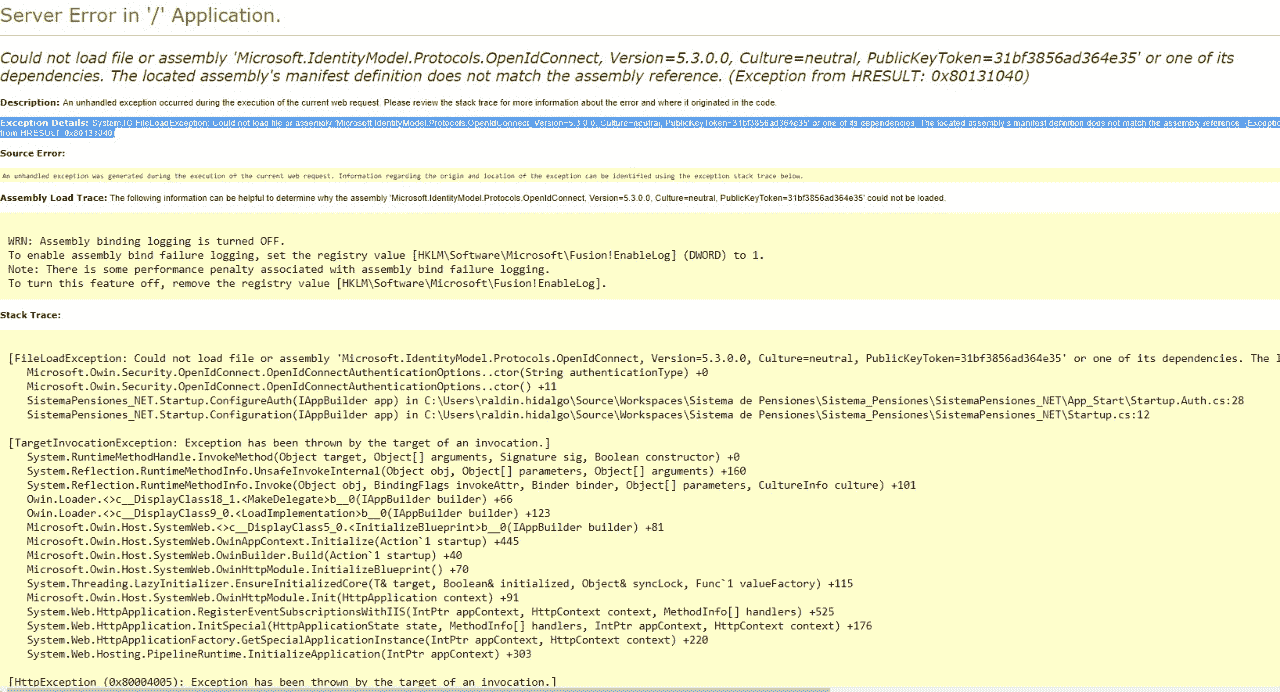 Server Error in '/' Application.
Could not load file or assembly 'Microsoft.IdentityModel.Protocols.OpenIdConnect, Version=5.3.0.0, Culture=neutral, PublicKeyToken=31bf3856ad364e35' or one of its
dependencies. The located assembly's manifest definition does not match the assembly reference. (Exception from HRESULT: 0x80131040)
Description: An unhandled exception occurred during the execution of the current web request. Please review the stack trace for more information about the error and where it originated in the code.
Exception Details: System.IO.FileLoadException: Could not load file or assembly 'Microsoft.IdentityModel.Protocols.OpenIdConnect, Version=5.3.0.0, Culture=neutral, PublicKeyToken=31bf3856ad364e35' or one of its dependencies. The located assembly's manifest definition does not match the assembly reference. (Exceptio
from HRESULT: 0x80131040)
Source Error:
An unhandled exception was generated during the execution of the current web request. Information regarding the origin and location of the exception can be identified using the exception stack trace below.
Assembly Load Trace: The following information can be helpful to determine why the assembly 'Microsoft.IdentityModel.Protocols.OpenIdConnect, Version=5.3.0.0, Culture=neutral, PublicKeyToken=31bf3856ad364e35' could not be loaded.
WRN: Assembly binding logging is turned OFF.
To enable assembly bind failure logging, set the registry value [HKLM\Software\Microsoft\Fusion!EnableLog] (DWORD) to 1.
Note: There is some performance penalty associated with assembly bind failure logging.
To turn this feature off, remove the registry value [HKLM\Software\Microsoft\Fusion!EnableLog].
Stack Trace:
[FileLoadException: Could not load file or assembly 'Microsoft.IdentityModel.Protocols.OpenIdConnect, Version=5.3.0.0, Culture=neutral, PublicKeyToken=31bf3856ad364e35' or one of its dependencies. The l
Microsoft.Owin.Security.OpenIdConnect.OpenIdConnectAuthenticationOptions..ctor(String authenticationType) +0
Microsoft.Owin.Security.OpenIdConnect.OpenIdConnectAuthenticationOptions..ctor() +11
SistemaPensiones_NET.Startup.ConfigureAuth(IAppBuilder app) in C:\Users\raldin.hidalgo\Source\Workspaces\Sistema de Pensiones\Sistema_Pensiones\SistemaPensiones_NET\App_Start\Startup.Auth.cs:28
SistemaPensiones_NET.Startup.Configuration(IAppBuilder app) in C:\Users\raldin.hidalgo\Source\Workspaces\Sistema de Pensiones\Sistema_Pensiones\SistemaPensiones_NET\Startup.cs:12
[TargetInvocationException: Exception has been thrown by the target of an invocation.]
System.RuntimeMethodHandle.InvokeMethod(Object target, Object[] arguments, Signature sig, Boolean constructor) +0
System.Reflection.RuntimeMethodInfo.UnsafeInvokeInternal(Object obj, Object[] parameters, Object[] arguments) +160
System.Reflection.RuntimeMethodInfo.Invoke(Object obj, BindingFlags invokeAttr, Binder binder, Object[] parameters, CultureInfo culture) +101
Owin.Loader.<>c__DisplayClass18_1.<MakeDelegate>b__0(IAppBuilder builder) +66
Owin.Loader.<>c__DisplayClass9_0.<LoadImplementation>b__0(IAppBuilder builder) +123
Microsoft.Owin.Host.SystemWeb.<>c__DisplayClass5_0.<InitializeBlueprint>b__0(IAppBuilder builder) +81
Microsoft.Owin.Host.SystemWeb.OwinAppContext.Initialize(Action`1 startup) +445
Microsoft.Owin.Host.SystemWeb.OwinBuilder.Build(Action`1 startup) +40
Microsoft.Owin.Host.SystemWeb.OwinHttpModule.InitializeBlueprint() +70
System.Threading.LazyInitializer.EnsureInitializedCore(T& target, Boolean& initialized, Object& syncLock, Func`1 valueFactory) +115
Microsoft.Owin.Host.SystemWeb.OwinHttpModule.Init(HttpApplication context) +91
System.Web.HttpApplication.RegisterEventSubscriptionsWithIIS(IntPtr appContext, HttpContext context, MethodInfo[] handlers) +525
System.Web.HttpApplication.InitSpecial(HttpApplicationState state, MethodInfo[] handlers, IntPtr appContext, HttpContext context) +176
System.Web.HttpApplicationFactory.GetSpecialApplicationInstance(IntPtr appContext, HttpContext context) +220
System.Web.Hosting.PipelineRuntime.InitializeApplication(IntPtr appContext) +303
[HttpException (0x80004005): Exception has been thrown by the target of an invocation.]